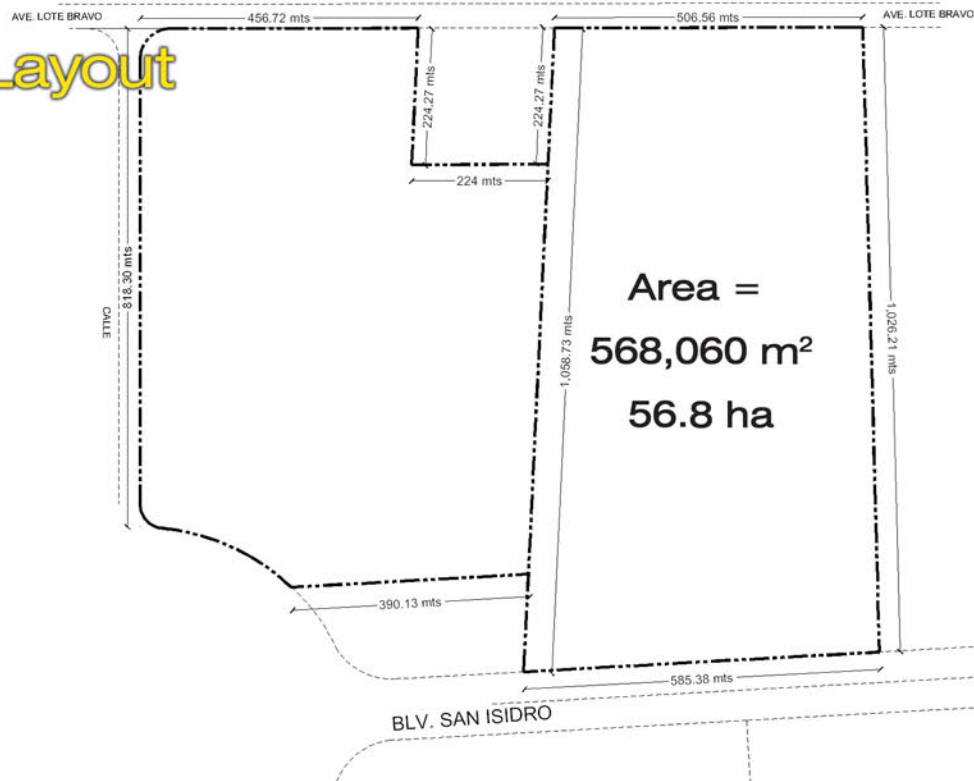 AVE. LOTE BRAVO
456.72 mts
506.56 mts
AVE. LOTE BRAVO
Layout
224.27 mts
224.27 mts
224 mts
818.30 mts
CALLE
Area =
568,060 m²
56.8 ha
1,058.73 mts
1,026.21 mts
390.13 mts
585.38 mts
BLV. SAN ISIDRO